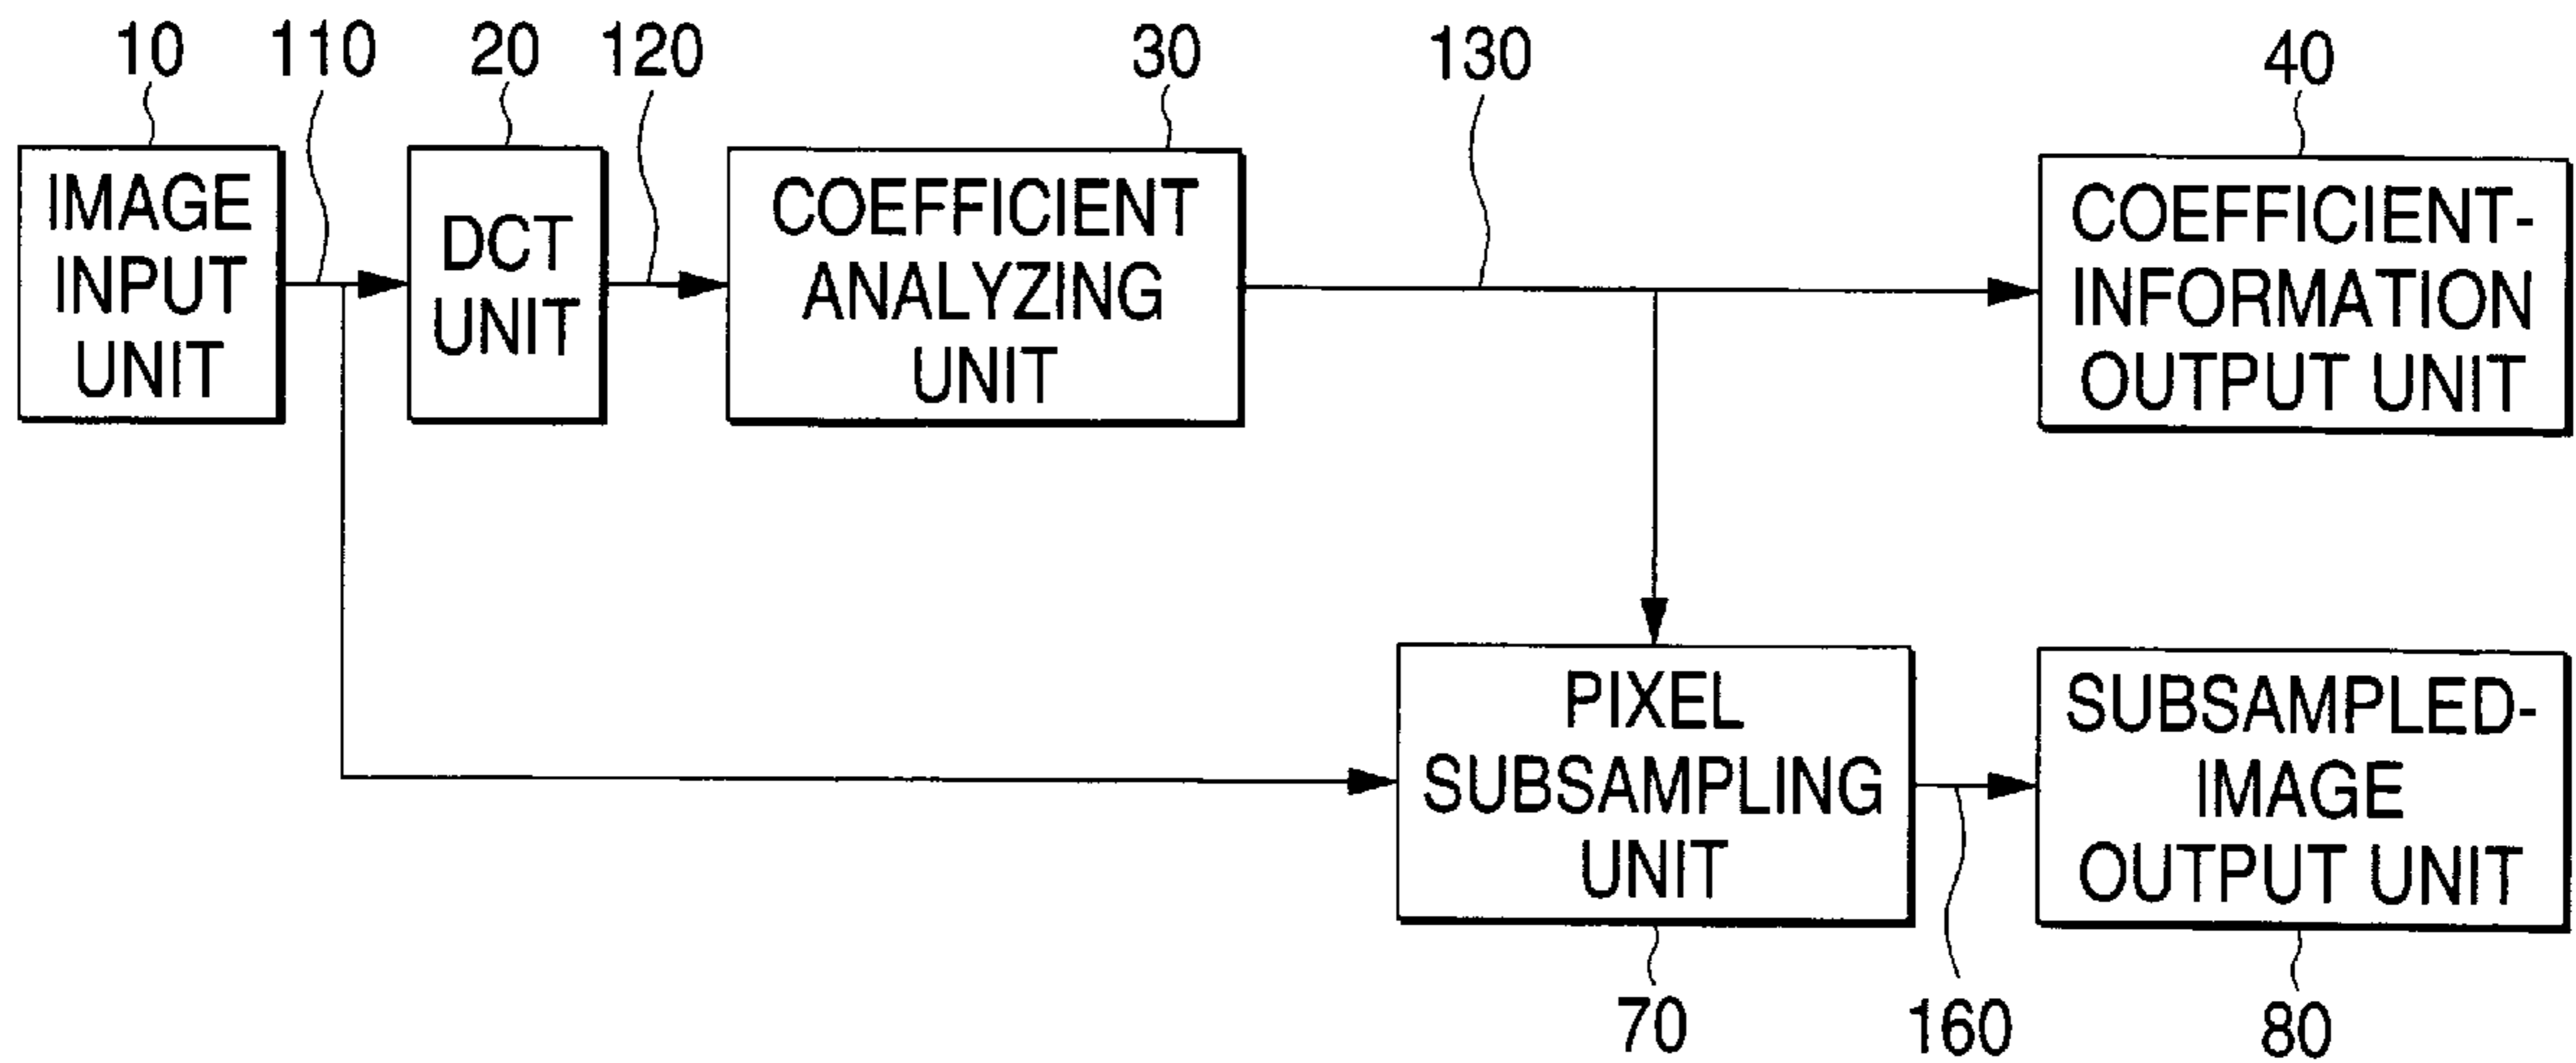 10
110
20
120
30
130
40
IMAGE
INPUT
UNIT
DCT
UNIT
COEFFICIENT
ANALYZING
UNIT
COEFFICIENT-
INFORMATION
OUTPUT UNIT
PIXEL
SUBSAMPLING
UNIT
SUBSAMPLED-
IMAGE
OUTPUT UNIT
70
160
80